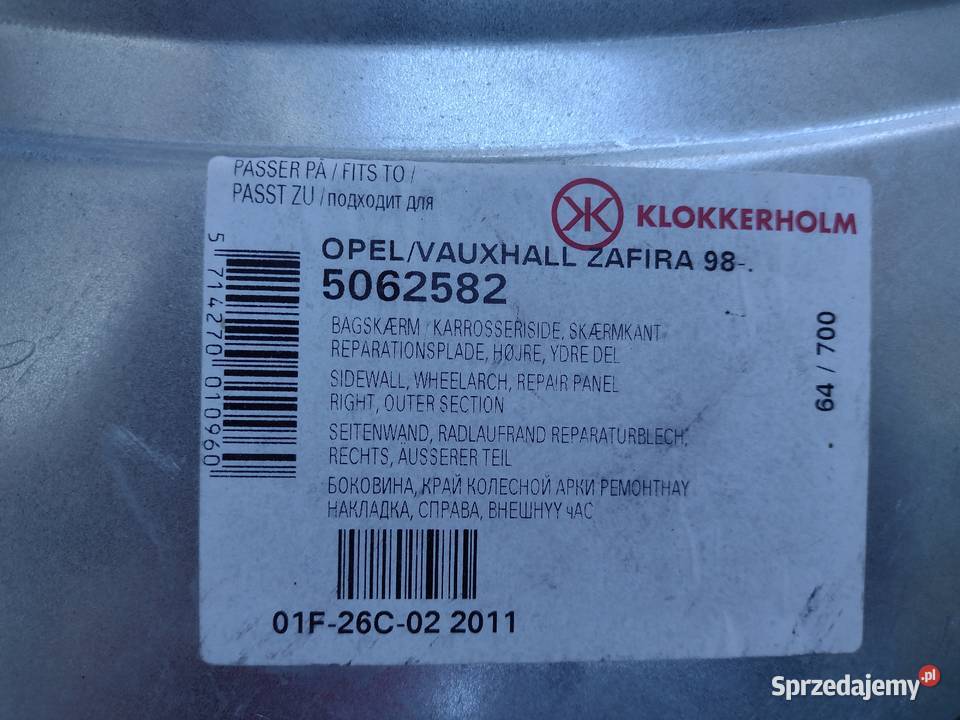 PASSER PÅ / FITS TO /
PASST ZU / подходит для
KLOKKERHOLM
OPEL/VAUXHALL ZAFIRA 98-.
5062582
BAGSKÆRM / KARROSSERISIDE, SKÆRMKANT
REPARATIONSPLADE, HØJRE, YDRE DEL
SIDEWALL, WHEELARCH, REPAIR PANEL
RIGHT, OUTER SECTION
SEITENWAND, RADLAUFRAND REPARATURBLECH,
RECHTS, AUSSERER TEIL
БОКОВИНА, КРАЙ КОЛЕСНОЙ АРКИ РЕМОНТНАУ
НАКЛАДКА, СПРАВА, ВНЕШНУУ чАС
5 714270 010960
64 / 700
01F-26C-02 2011
Sprzedajemy.pl